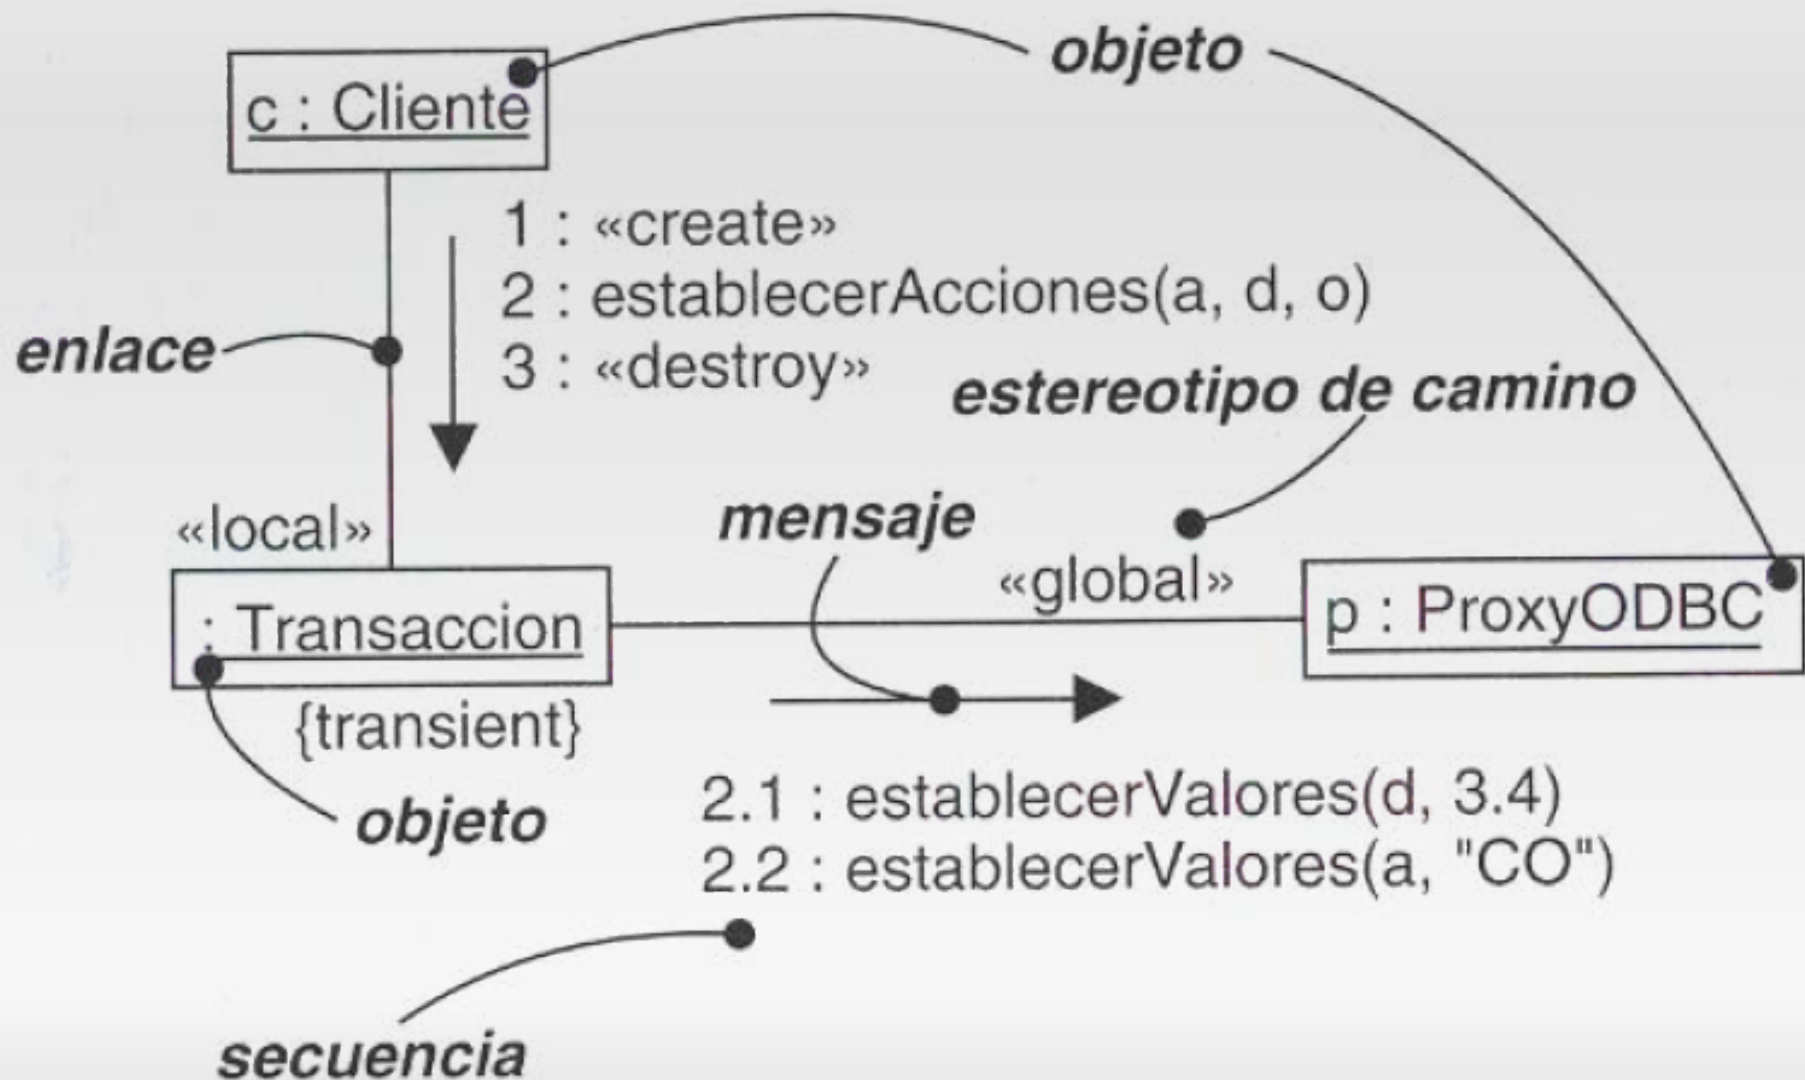 objeto
c : Cliente
1 : «create»
2 : establecerAcciones(a, d, o)
3 : «destroy»
enlace
estereotipo de camino
mensaje
«local»
«global»
: Transaccion
p : ProxyODBC
{transient}
objeto
2.1 : establecerValores(d, 3.4)
2.2 : establecerValores(a, "CO")
secuencia